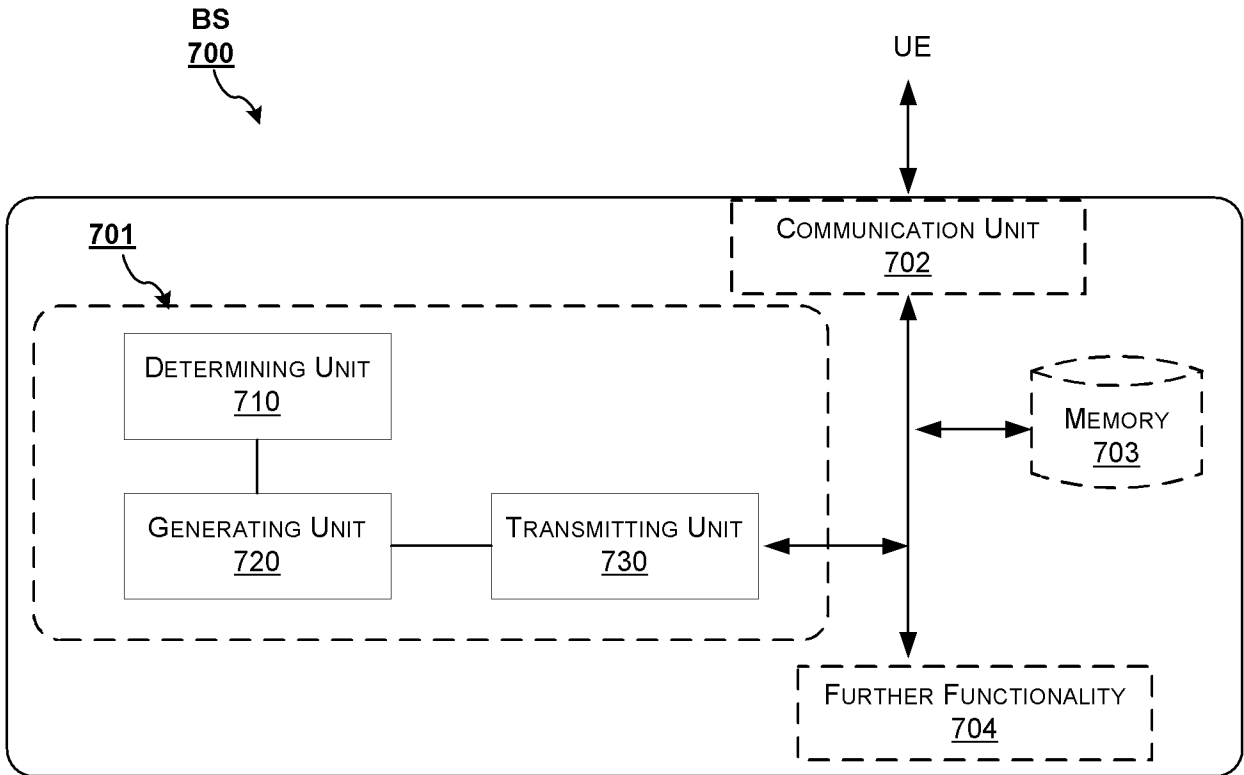 BS
700
UE
COMMUNICATION UNIT
702
701
DETERMINING UNIT
710
MEMORY
703
GENERATING UNIT
720
TRANSMITTING UNIT
730
FURTHER FUNCTIONALITY
704